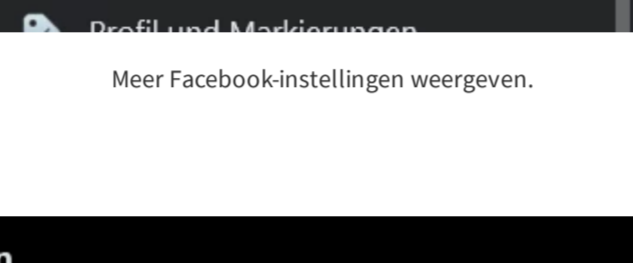 Profil und Markierungen
Meer Facebook-instellingen weergeven.
n